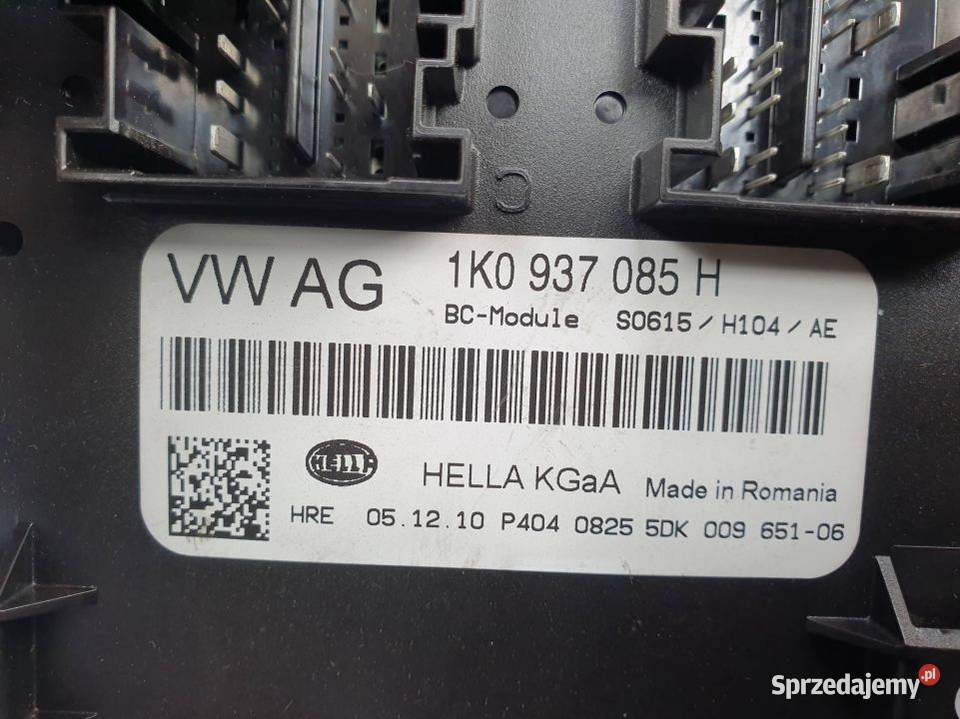 VW AG 1K0 937 085 H
BC-Module S0615/H104/AE
HELLA HELLA KGaA Made in Romania
HRE 05.12.10 P404 0825 5DK 009 651-06
Sprzedajemy.pl